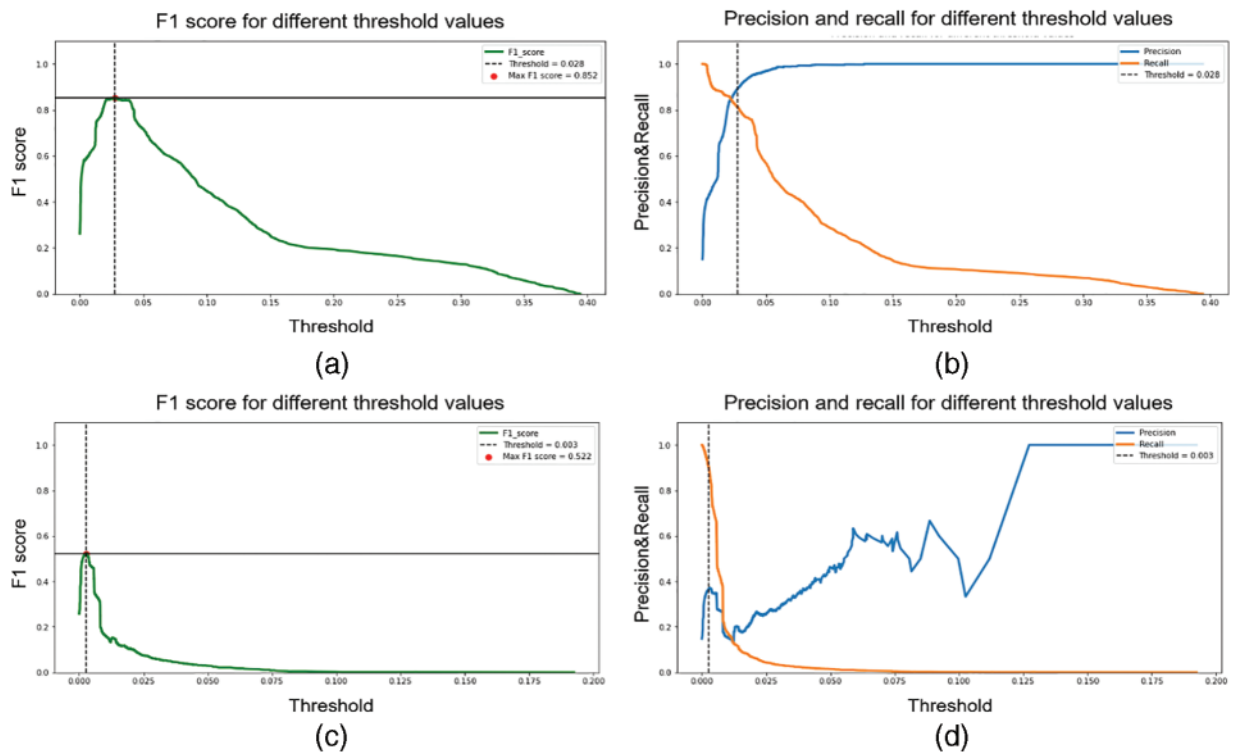 F1 score for different threshold values
F1_score
Threshold = 0.028
Max F1 score = 0.852
1.0
0.8
0.6
0.4
0.2
0.0
F1 score
0.00 0.05 0.10 0.15 0.20 0.25 0.30 0.35 0.40
Threshold
(a)
Precision and recall for different threshold values
Precision and recall for different threshold values
Precision
Recall
Threshold = 0.028
1.0
0.8
0.6
0.4
0.2
0.0
Precision&Recall
0.00 0.05 0.10 0.15 0.20 0.25 0.30 0.35 0.40
Threshold
(b)
F1 score for different threshold values
F1_score
Threshold = 0.003
Max F1 score = 0.522
1.0
0.8
0.6
0.4
0.2
0.0
F1 score
0.000 0.025 0.050 0.075 0.100 0.125 0.150 0.175 0.200
Threshold
(c)
Precision and recall for different threshold values
Precision
Recall
Threshold = 0.003
1.0
0.8
0.6
0.4
0.2
0.0
Precision&Recall
0.000 0.025 0.050 0.075 0.100 0.125 0.150 0.175 0.200
Threshold
(d)